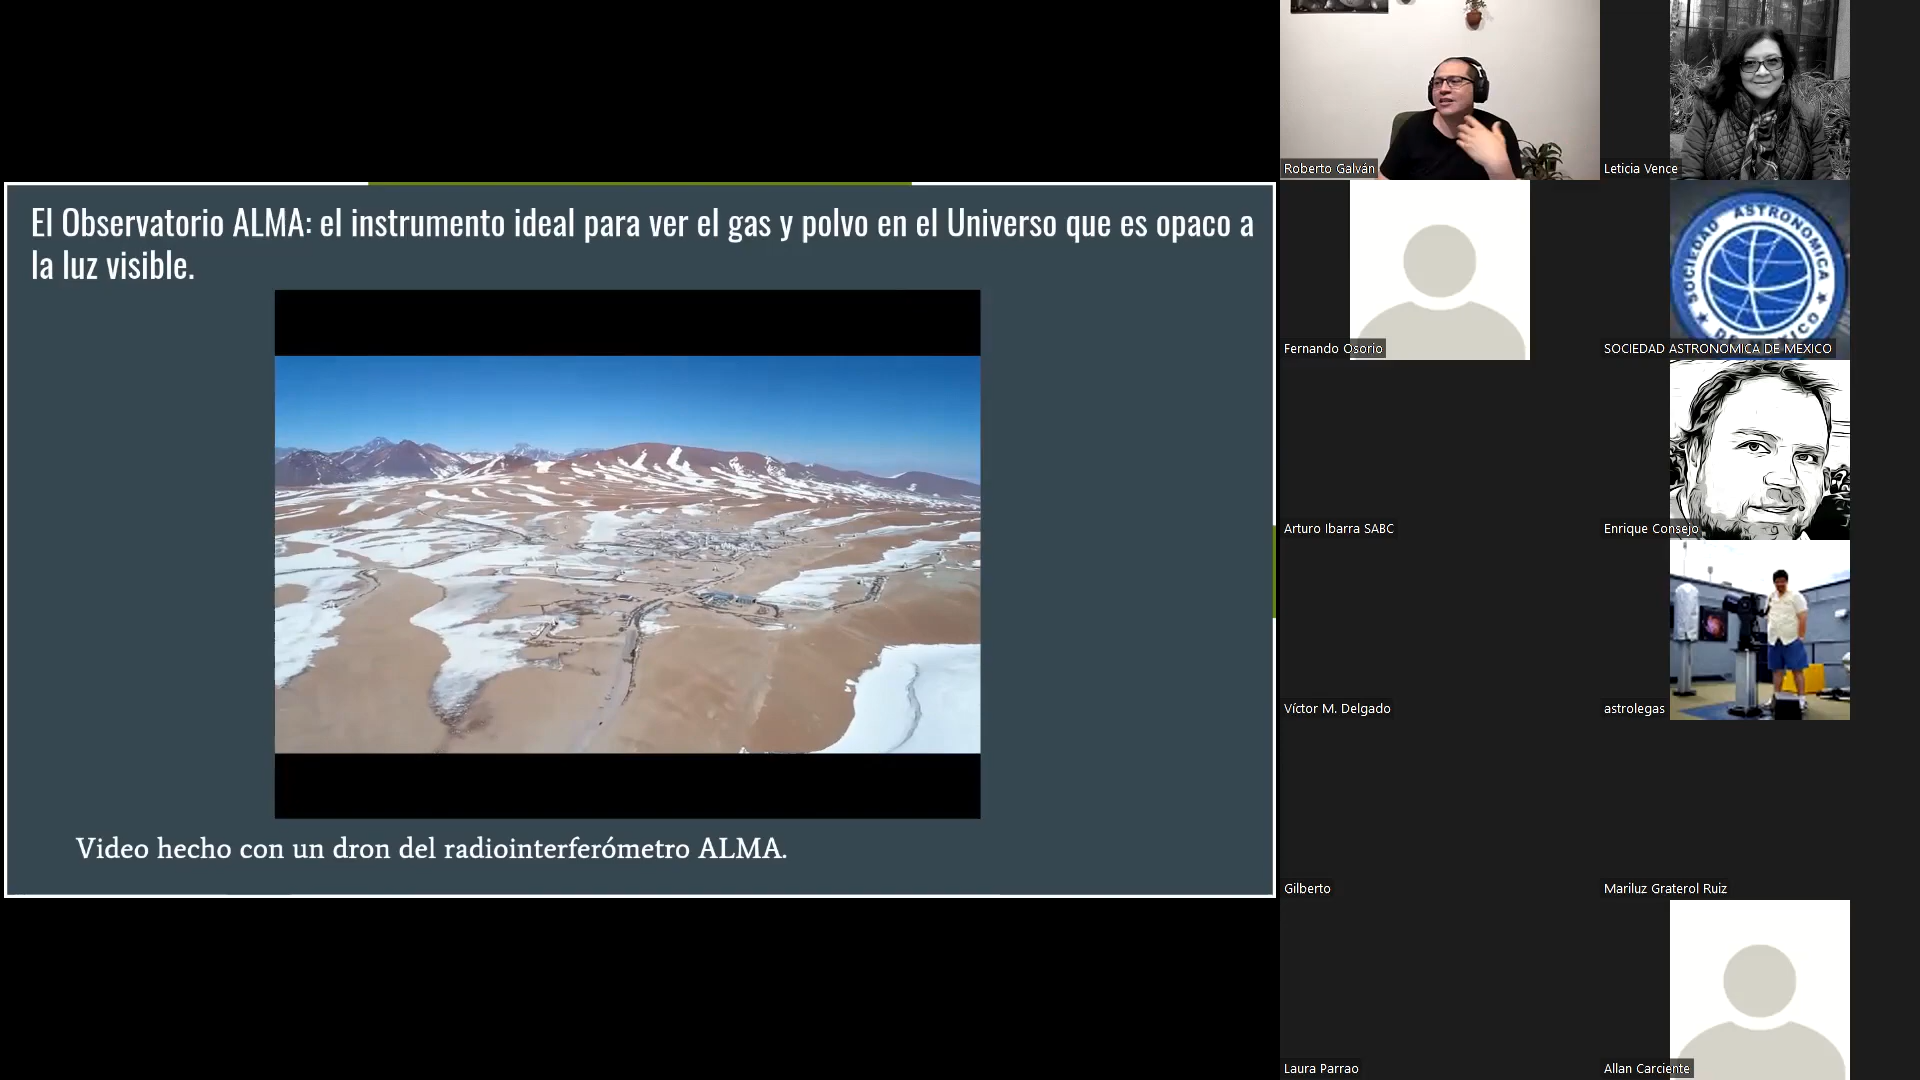 El Observatorio ALMA: el instrumento ideal para ver el gas y polvo en el Universo que es opaco a
la luz visible.
Video hecho con un dron del radiointerferómetro ALMA.
Roberto Galván
Leticia Vence
Fernando Osorio
SOCIEDAD ASTRONOMICA
DE MEXICO
SOCIEDAD ASTRONOMICA DE MEXICO
Arturo Ibarra SABC
Enrique Consejo
Víctor M. Delgado
astrolegas
Gilberto
Mariluz Graterol Ruiz
Laura Parrao
Allan Carciente